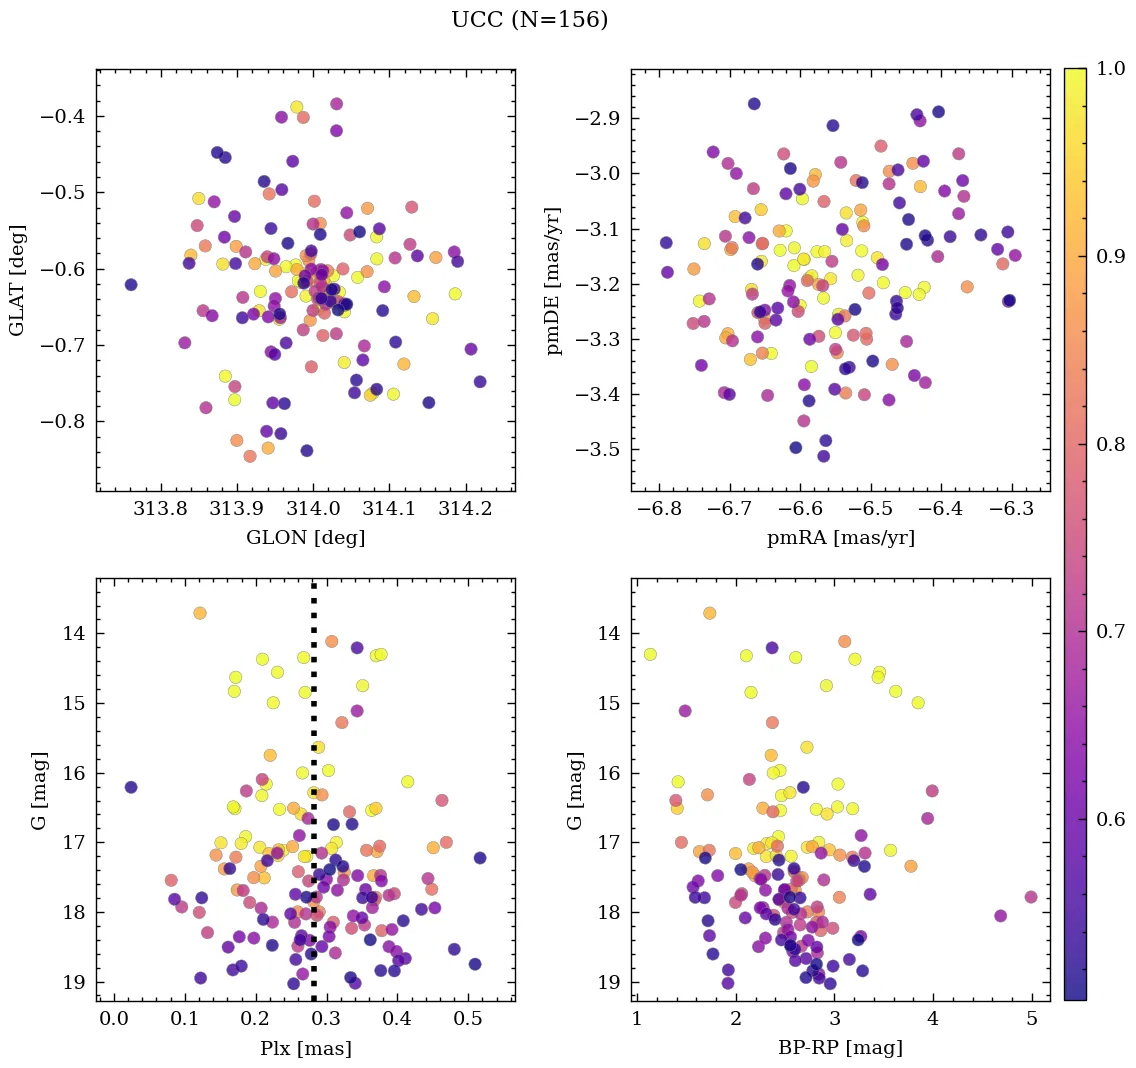 UCC (N=156)
−0.4
−0.5
−0.6
−0.7
−0.8
GLAT [deg]
313.8 313.9 314.0 314.1 314.2
GLON [deg]
−2.9
−3.0
−3.1
−3.2
−3.3
−3.4
−3.5
pmDE [mas/yr]
−6.8 −6.7 −6.6 −6.5 −6.4 −6.3
pmRA [mas/yr]
1.0
0.9
0.8
0.7
0.6
14
15
16
17
18
19
G [mag]
0.0 0.1 0.2 0.3 0.4 0.5
Plx [mas]
14
15
16
17
18
19
G [mag]
1 2 3 4 5
BP-RP [mag]